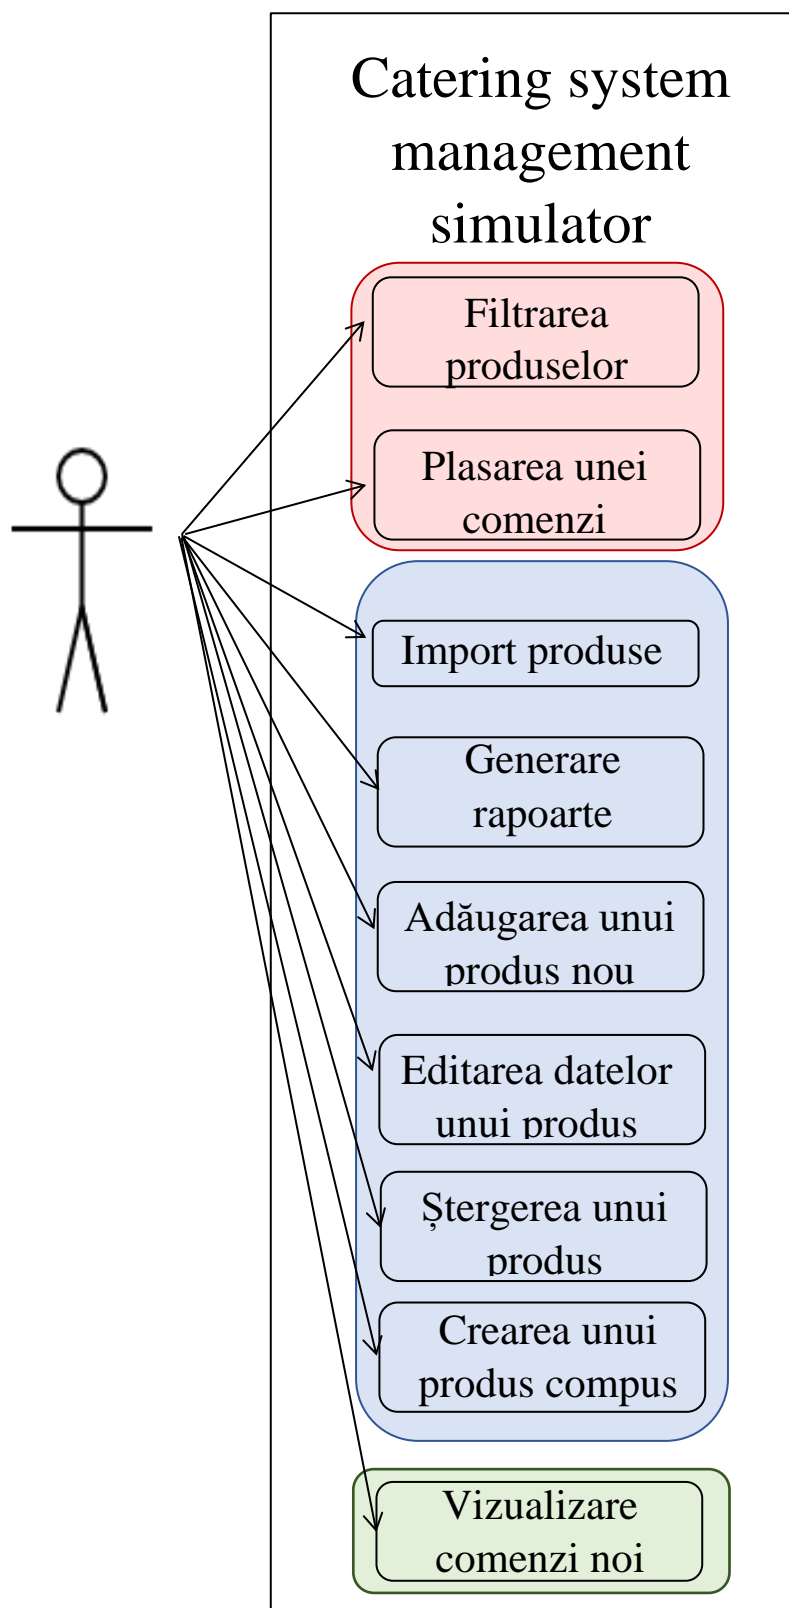 Catering system
management
simulator
Filtrarea
produselor
Plasarea unei
comenzi
Import produse
Generare
rapoarte
Adăugarea unui
produs nou
Editarea datelor
unui produs
Ștergerea unui
produs
Crearea unui
produs compus
Vizualizare
comenzi noi